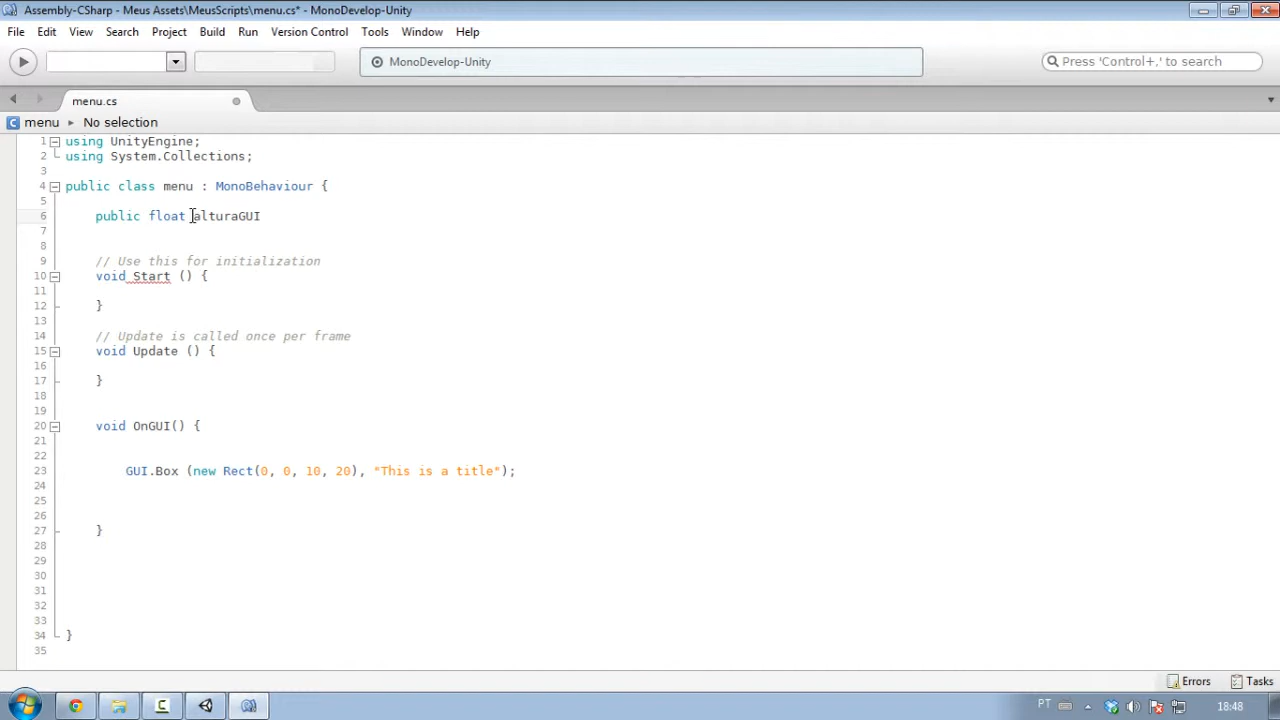 Assembly-CSharp - Meus Assets\MeusScripts\menu.cs* - MonoDevelop-Unity
File Edit View Search Project Build Run Version Control Tools Window Help
MonoDevelop-Unity
Press 'Control+,' to search
menu.cs
C menu ▸ No selection
1 using UnityEngine;
2 using System.Collections;
3
4 public class menu : MonoBehaviour {
5
6 public float alturaGUI
7
8
9 // Use this for initialization
10 void Start () {
11
12 }
13
14 // Update is called once per frame
15 void Update () {
16
17 }
18
19
20 void OnGUI() {
21
22
23 GUI.Box (new Rect(0, 0, 10, 20), "This is a title");
24
25
26
27 }
28
29
30
31
32
33
34 }
35
Errors Tasks
PT 18:48